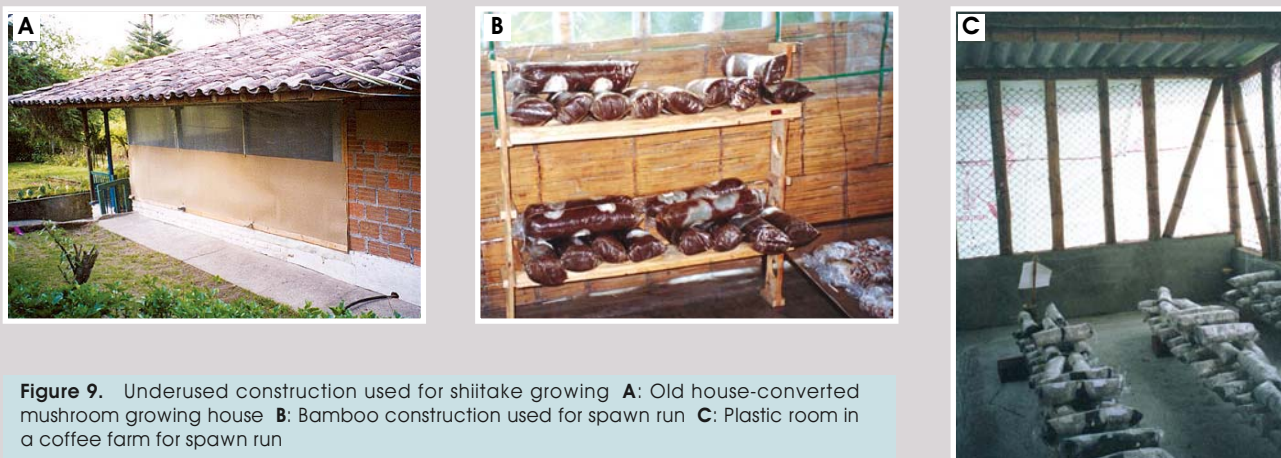 A
B
C
Figure 9. Underused construction used for shiitake growing A: Old house-converted
mushroom growing house B: Bamboo construction used for spawn run C: Plastic room in
a coffee farm for spawn run